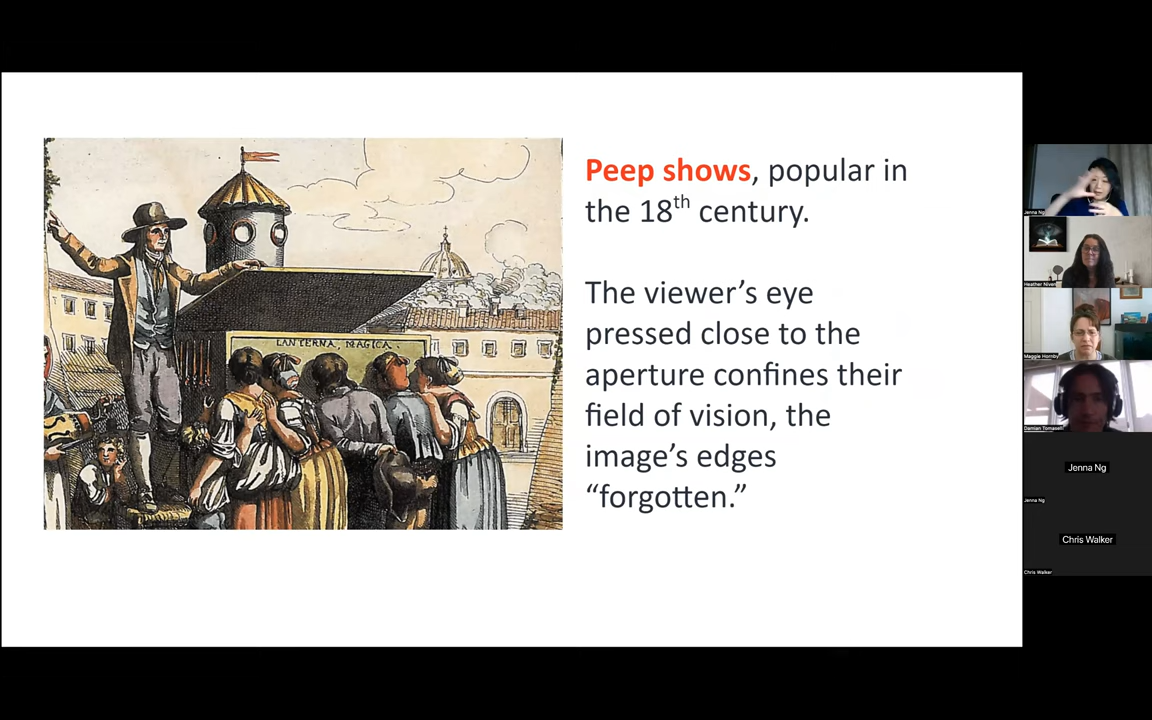 LANTERNA MAGICA.
Peep shows, popular in
the 18th century.
The viewer’s eye
pressed close to the
aperture confines their
field of vision, the
image’s edges
“forgotten.”
Jenna Ng
Heather Niven
Maggie Hornby
Damian Tomaselli
Jenna Ng
Jenna Ng
Chris Walker
Chris Walker